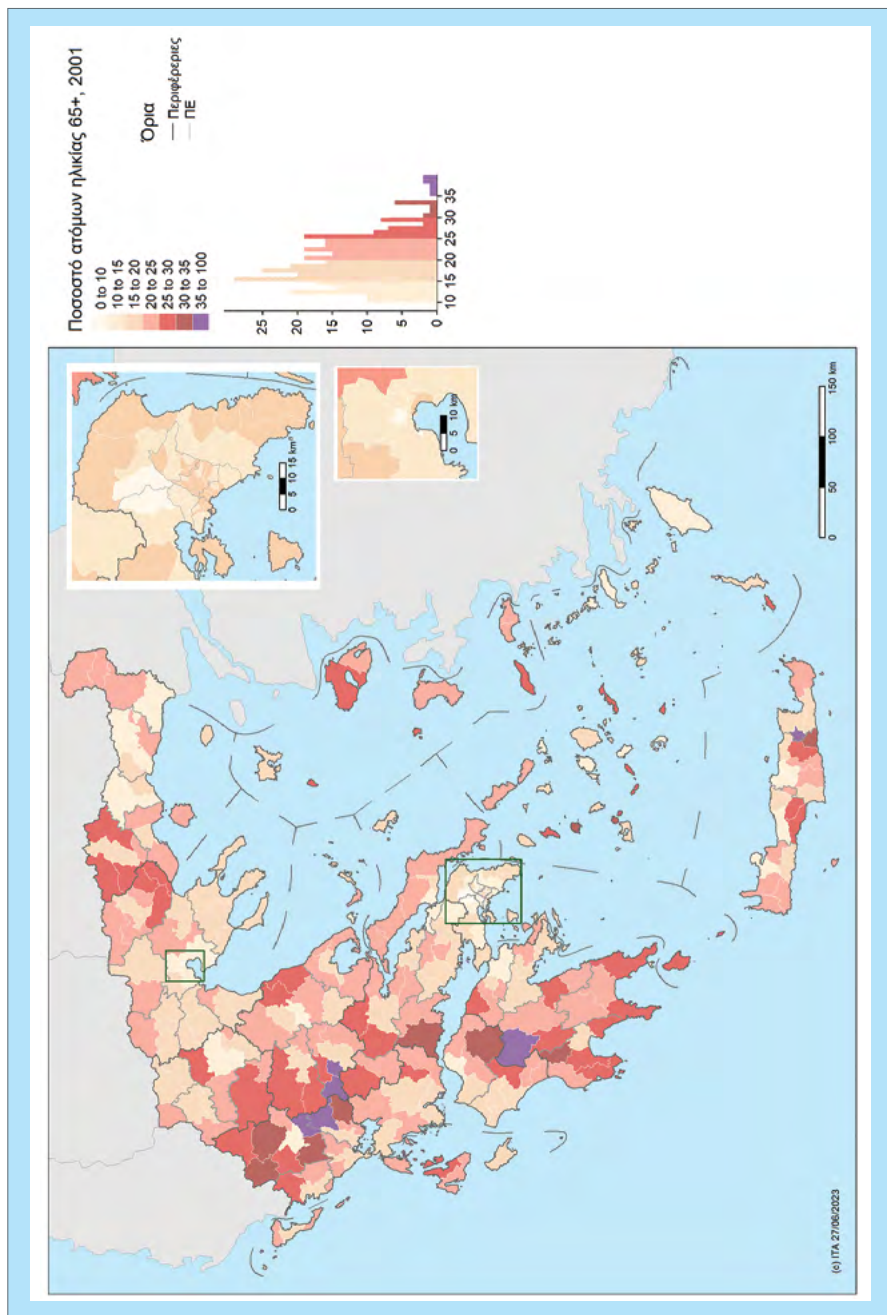 Ποσοστό ατόμων ηλικίας 65+, 2001
0 to 10
10 to 15
15 to 20
20 to 25
25 to 30
30 to 35
35 to 100
Όρια
Περιφέρεριες
ΠΕ
25
20
15
10
5
0
10 15 20 25 30 35
0 5 10 15 km
0 5 10 km
0 50 100 150 km
(c) ITA 27/06/2023